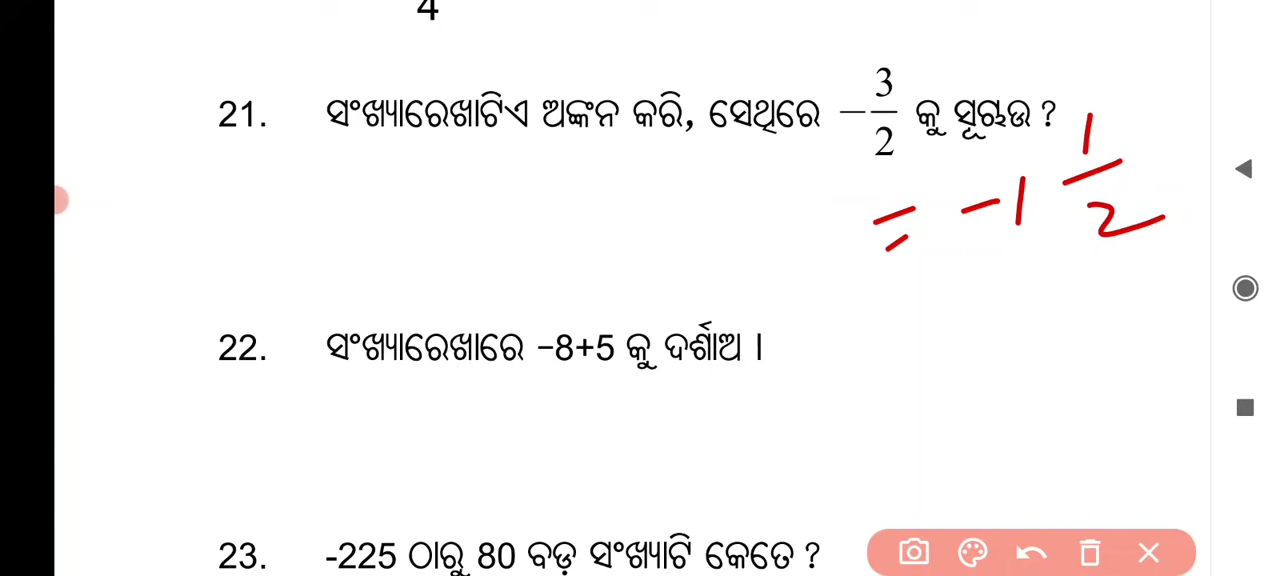 4
21. ସଂଖ୍ୟାରେଖାଟିଏ ଅଙ୍କନ କରି, ସେଥିରେ -3/2 କୁ ସୂଚ୍ଚାଉ ?
= -1 1/2
22. ସଂଖ୍ୟାରେଖାରେ -8+5 କୁ ଦର୍ଶାଅ ।
23. -225 ଠାରୁ 80 ବଡ଼ ସଂଖ୍ୟାଟି କେତେ ?